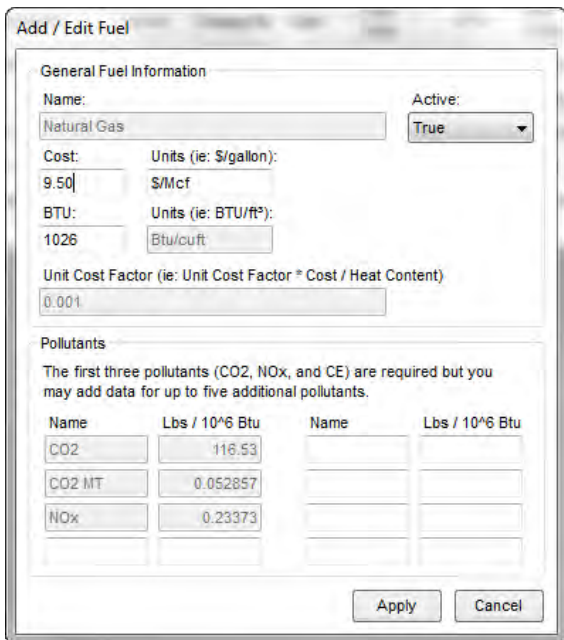 Add / Edit Fuel
General Fuel Information
Name:
Active:
Natural Gas
True
Cost:
Units (ie: $/gallon):
9.50
$/Mcf
BTU:
Units (ie: BTU/ft³):
1026
Btu/cuft
Unit Cost Factor (ie: Unit Cost Factor * Cost / Heat Content)
0.001
Pollutants
The first three pollutants (CO2, NOx, and CE) are required but you
may add data for up to five additional pollutants.
Name Lbs / 10^6 Btu Name Lbs / 10^6 Btu
CO2 116.53
CO2 MT 0.052857
NOx 0.23373
Apply Cancel